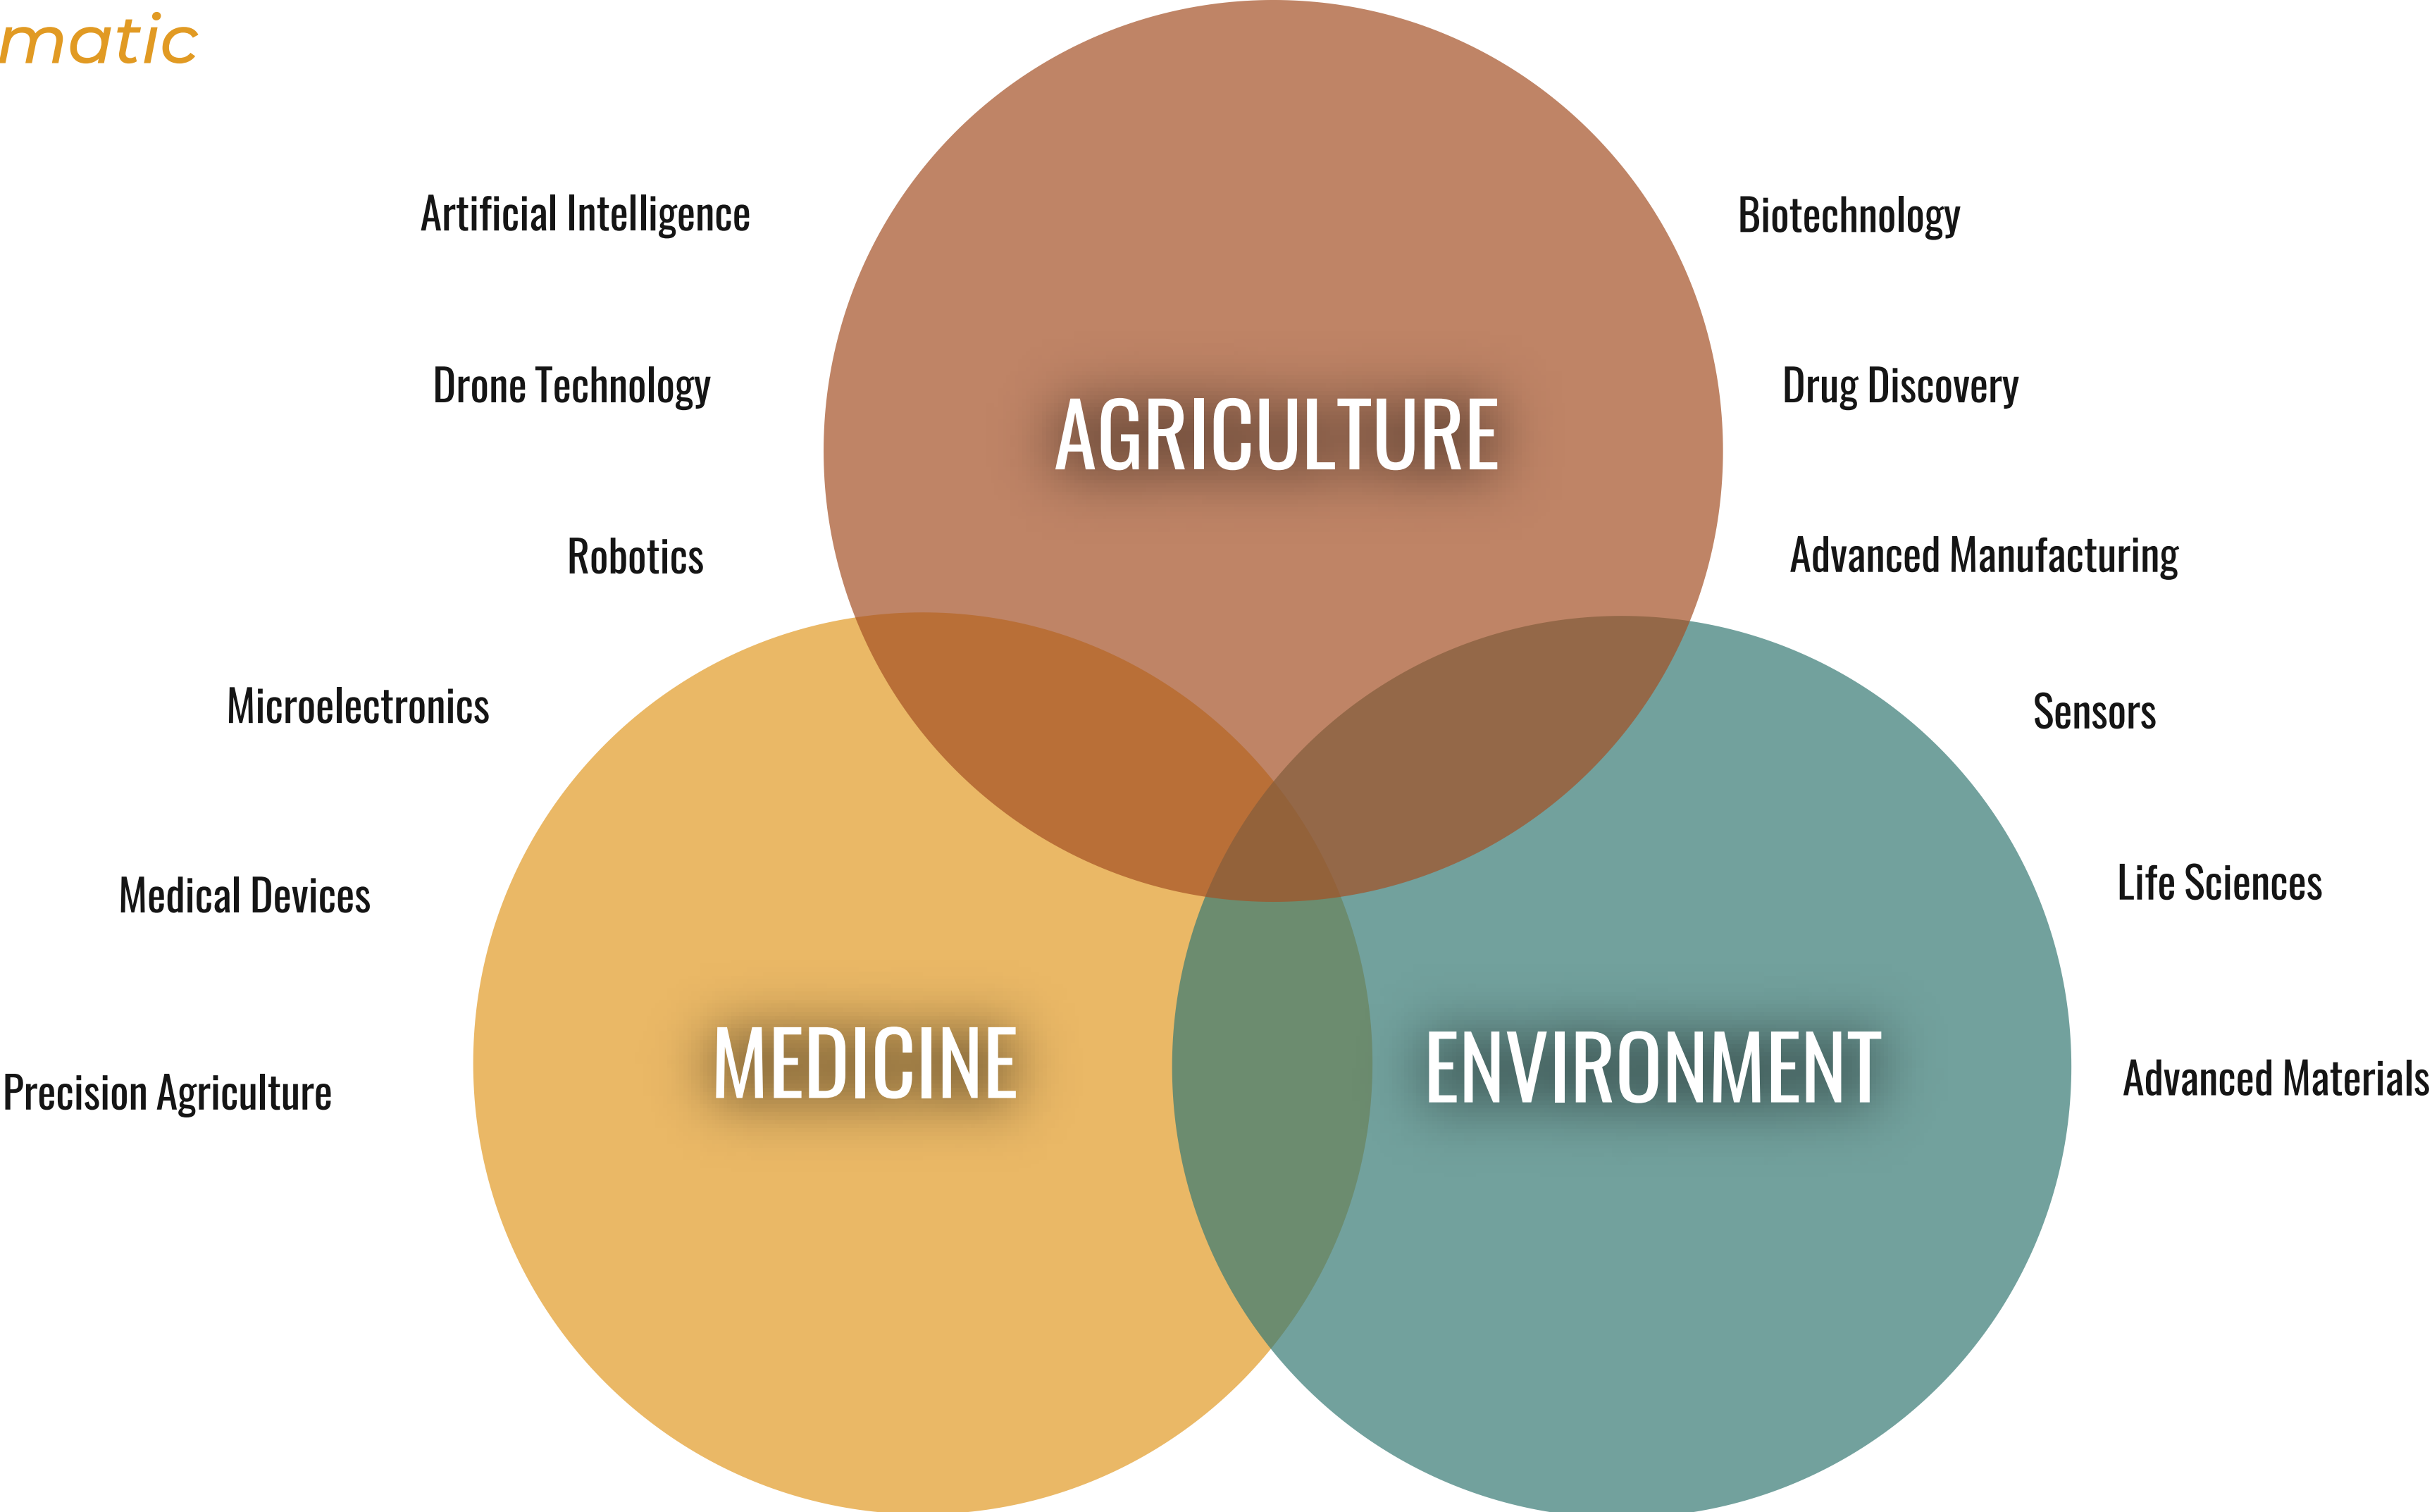 matic
Artificial Intelligence
Biotechnology
Drone Technology
Drug Discovery
AGRICULTURE
Robotics
Advanced Manufacturing
Microelectronics
Sensors
Medical Devices
Life Sciences
MEDICINE
ENVIRONMENT
Precision Agriculture
Advanced Materials